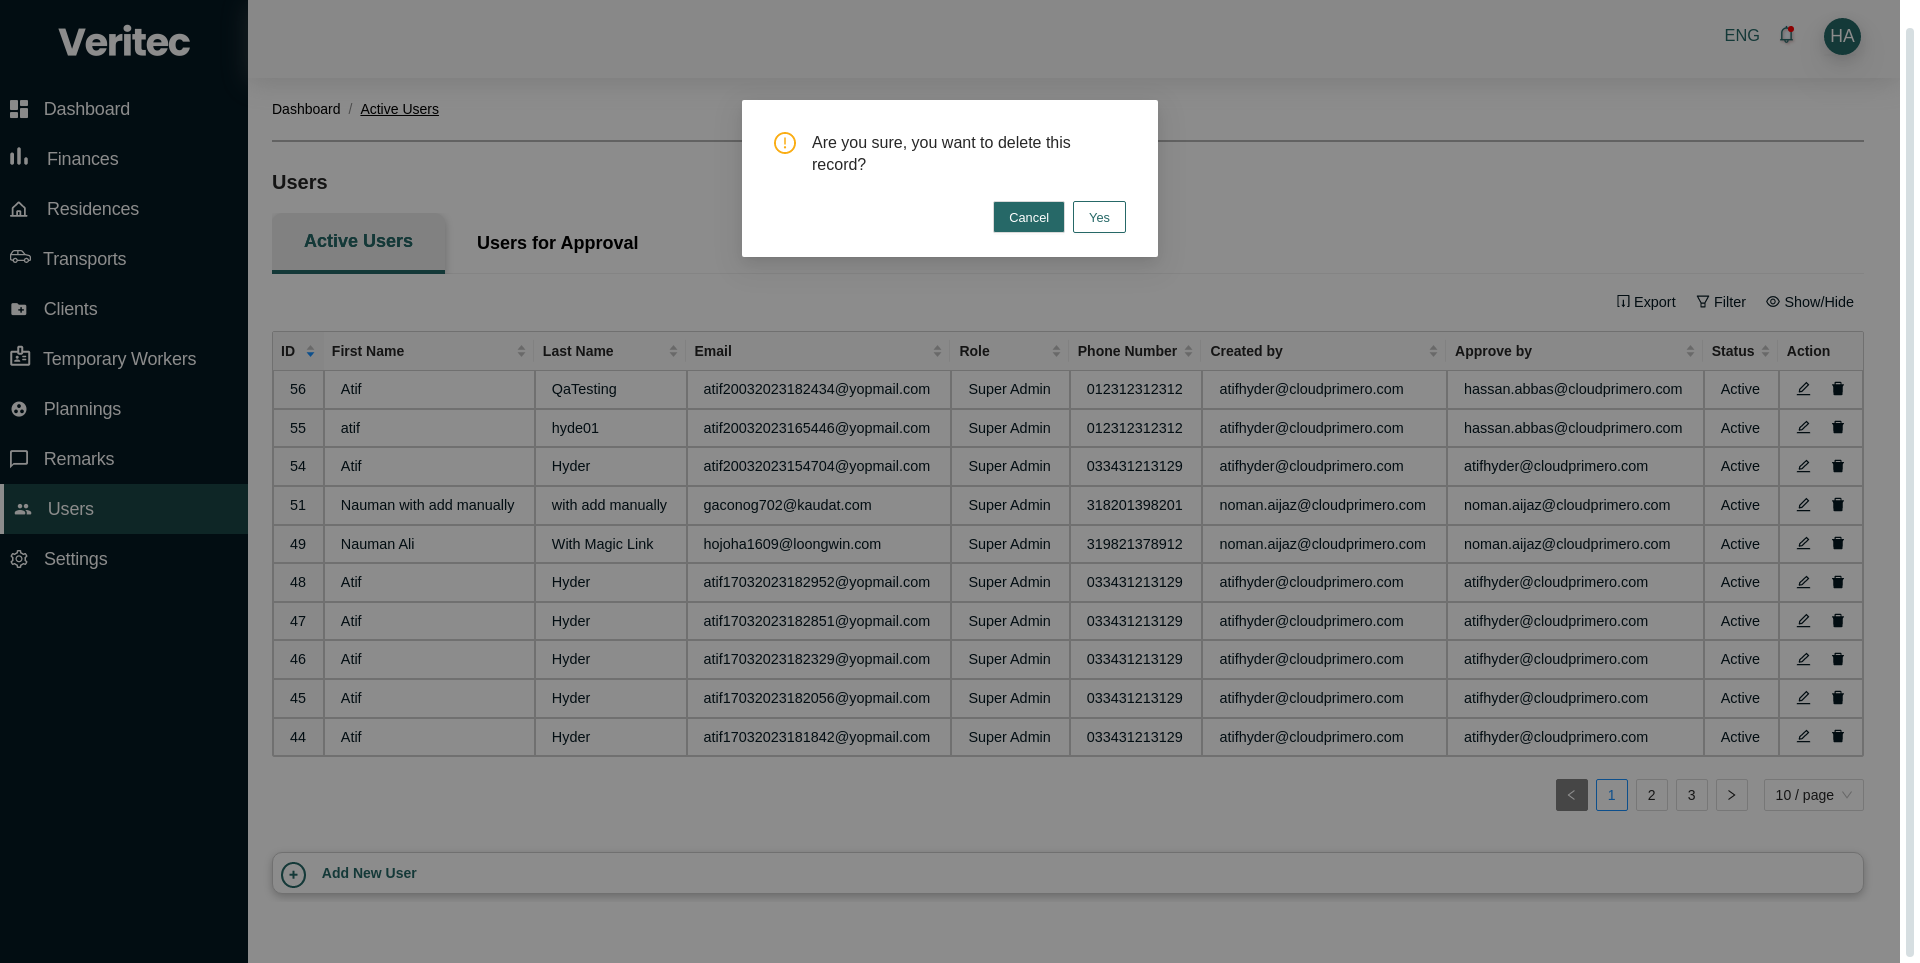 Veritec
ENG HA
Dashboard
Finances
Residences
Transports
Clients
Temporary Workers
Plannings
Remarks
Users
Settings
Dashboard / Active Users
Are you sure, you want to delete this
record?
Cancel Yes
Users
Active Users Users for Approval
Export Filter Show/Hide
ID First Name Last Name Email Role Phone Number Created by Approve by Status Action
56 Atif QaTesting atif20032023182434@yopmail.com Super Admin 012312312312 atifhyder@cloudprimero.com hassan.abbas@cloudprimero.com Active
55 atif hyde01 atif20032023165446@yopmail.com Super Admin 012312312312 atifhyder@cloudprimero.com hassan.abbas@cloudprimero.com Active
54 Atif Hyder atif20032023154704@yopmail.com Super Admin 033431213129 atifhyder@cloudprimero.com atifhyder@cloudprimero.com Active
51 Nauman with add manually with add manually gaconog702@kaudat.com Super Admin 318201398201 noman.aijaz@cloudprimero.com noman.aijaz@cloudprimero.com Active
49 Nauman Ali With Magic Link hojoha1609@loongwin.com Super Admin 319821378912 noman.aijaz@cloudprimero.com noman.aijaz@cloudprimero.com Active
48 Atif Hyder atif17032023182952@yopmail.com Super Admin 033431213129 atifhyder@cloudprimero.com atifhyder@cloudprimero.com Active
47 Atif Hyder atif17032023182851@yopmail.com Super Admin 033431213129 atifhyder@cloudprimero.com atifhyder@cloudprimero.com Active
46 Atif Hyder atif17032023182329@yopmail.com Super Admin 033431213129 atifhyder@cloudprimero.com atifhyder@cloudprimero.com Active
45 Atif Hyder atif17032023182056@yopmail.com Super Admin 033431213129 atifhyder@cloudprimero.com atifhyder@cloudprimero.com Active
44 Atif Hyder atif17032023181842@yopmail.com Super Admin 033431213129 atifhyder@cloudprimero.com atifhyder@cloudprimero.com Active
< 1 2 3 > 10 / page
Add New User